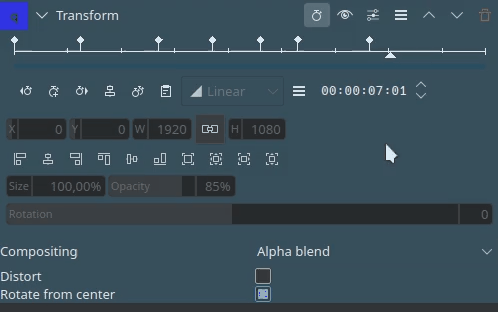 Transform
Linear 00:00:07:01
X 0 Y 0 W 1920 H 1080
Size 100,00% Opacity 85%
Rotation 0
Compositing Alpha blend
Distort
Rotate from center